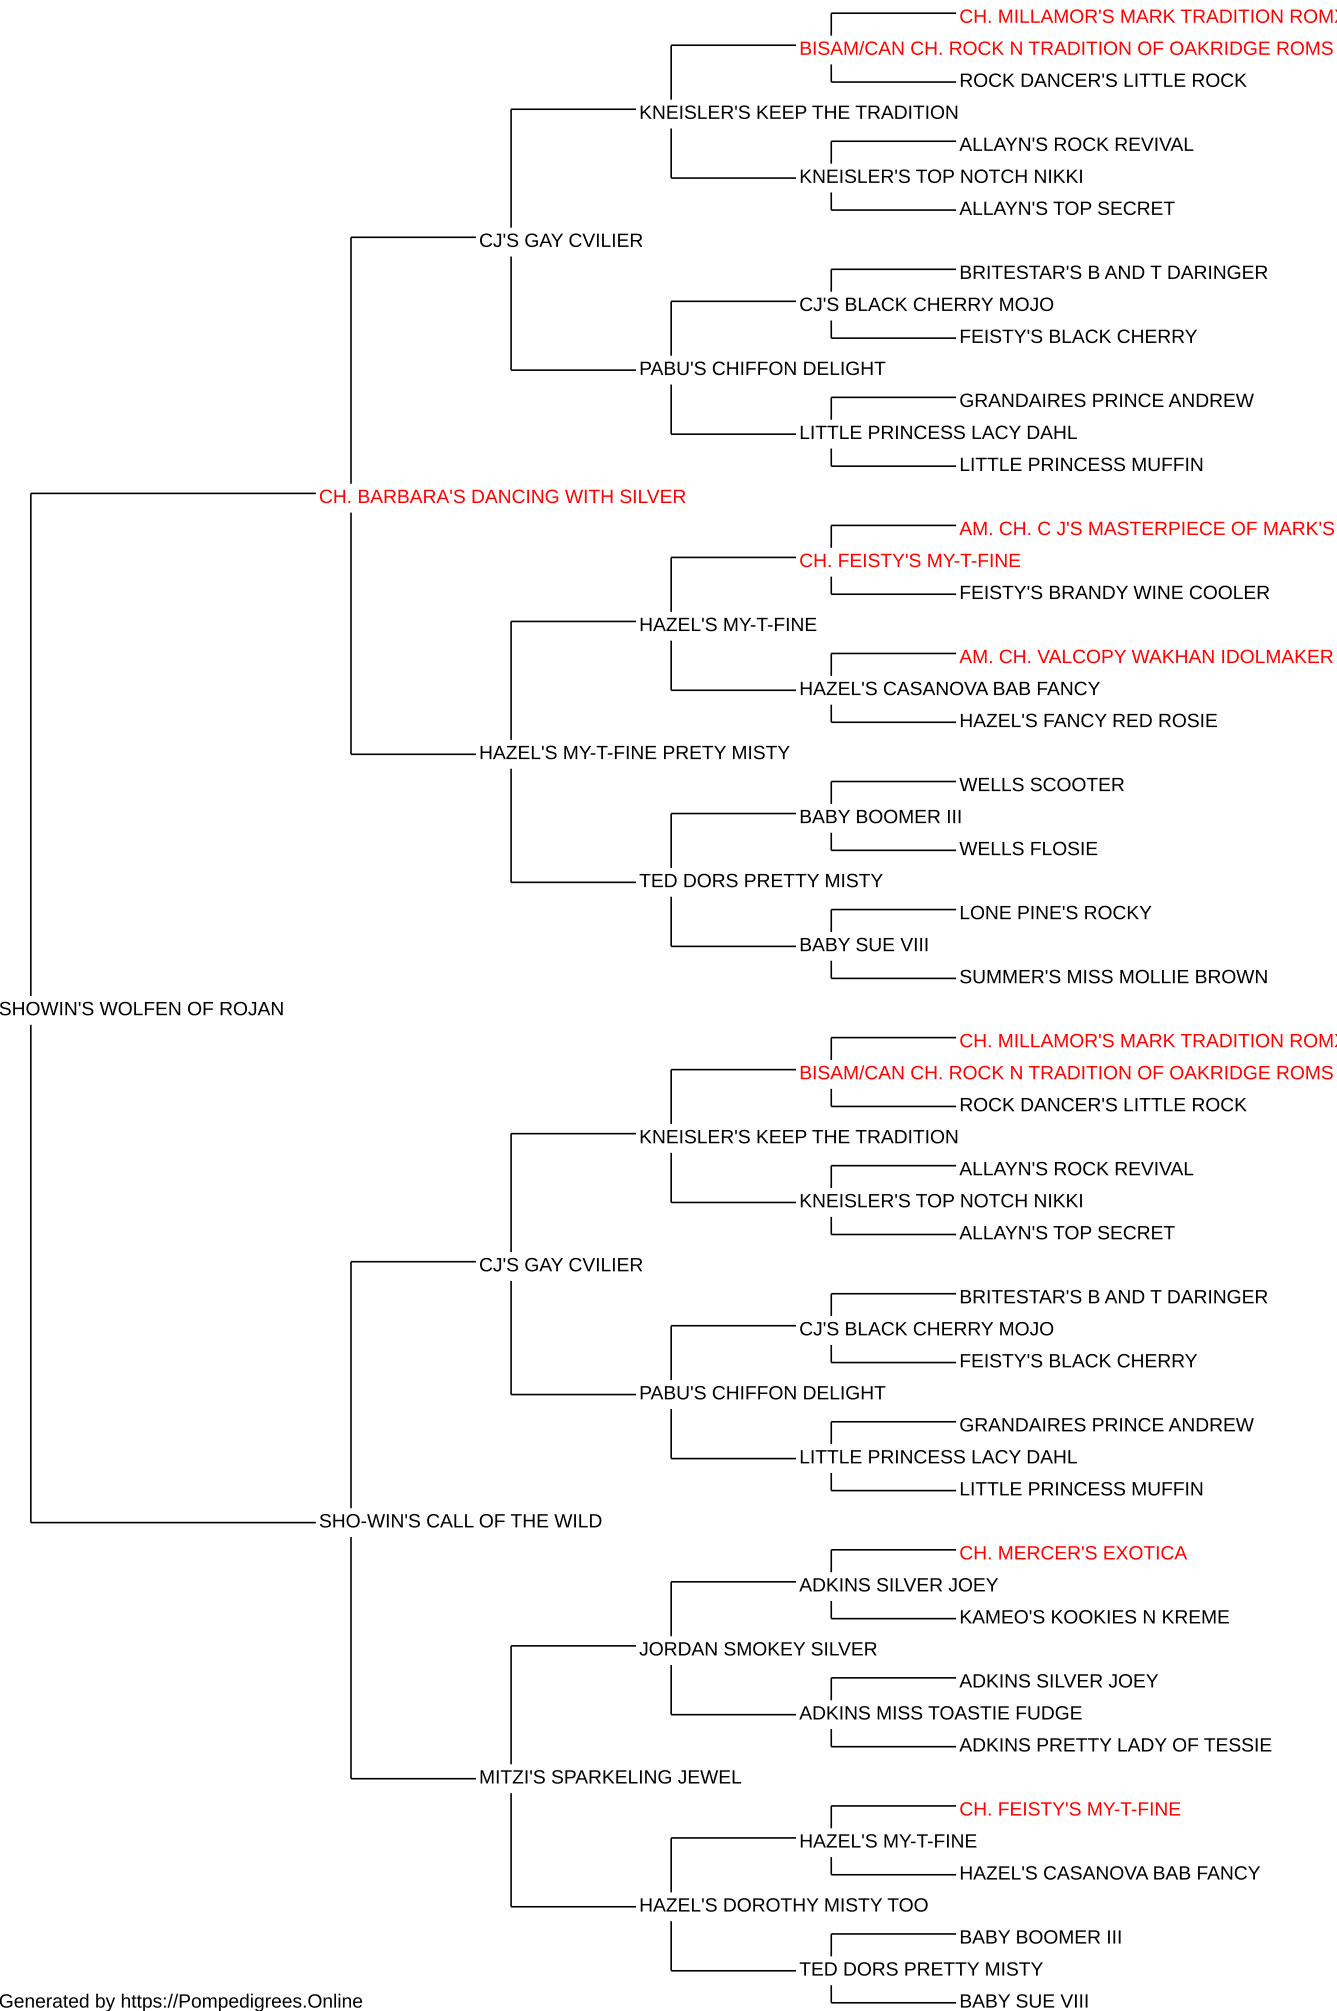 CH. MILLAMOR'S MARK TRADITION ROMX
BISAM/CAN CH. ROCK N TRADITION OF OAKRIDGE ROMS
ROCK DANCER'S LITTLE ROCK
KNEISLER'S KEEP THE TRADITION
ALLAYN'S ROCK REVIVAL
KNEISLER'S TOP NOTCH NIKKI
ALLAYN'S TOP SECRET
CJ'S GAY CVILIER
BRITESTAR'S B AND T DARINGER
CJ'S BLACK CHERRY MOJO
FEISTY'S BLACK CHERRY
PABU'S CHIFFON DELIGHT
GRANDAIRES PRINCE ANDREW
LITTLE PRINCESS LACY DAHL
LITTLE PRINCESS MUFFIN
CH. BARBARA'S DANCING WITH SILVER
AM. CH. C J'S MASTERPIECE OF MARK'S
CH. FEISTY'S MY-T-FINE
FEISTY'S BRANDY WINE COOLER
HAZEL'S MY-T-FINE
AM. CH. VALCOPY WAKHAN IDOLMAKER
HAZEL'S CASANOVA BAB FANCY
HAZEL'S FANCY RED ROSIE
HAZEL'S MY-T-FINE PRETY MISTY
WELLS SCOOTER
BABY BOOMER III
WELLS FLOSIE
TED DORS PRETTY MISTY
LONE PINE'S ROCKY
BABY SUE VIII
SUMMER'S MISS MOLLIE BROWN
SHOWIN'S WOLFEN OF ROJAN
CH. MILLAMOR'S MARK TRADITION ROMX
BISAM/CAN CH. ROCK N TRADITION OF OAKRIDGE ROMS
ROCK DANCER'S LITTLE ROCK
KNEISLER'S KEEP THE TRADITION
ALLAYN'S ROCK REVIVAL
KNEISLER'S TOP NOTCH NIKKI
ALLAYN'S TOP SECRET
CJ'S GAY CVILIER
BRITESTAR'S B AND T DARINGER
CJ'S BLACK CHERRY MOJO
FEISTY'S BLACK CHERRY
PABU'S CHIFFON DELIGHT
GRANDAIRES PRINCE ANDREW
LITTLE PRINCESS LACY DAHL
LITTLE PRINCESS MUFFIN
SHO-WIN'S CALL OF THE WILD
CH. MERCER'S EXOTICA
ADKINS SILVER JOEY
KAMEO'S KOOKIES N KREME
JORDAN SMOKEY SILVER
ADKINS SILVER JOEY
ADKINS MISS TOASTIE FUDGE
ADKINS PRETTY LADY OF TESSIE
MITZI'S SPARKELING JEWEL
CH. FEISTY'S MY-T-FINE
HAZEL'S MY-T-FINE
HAZEL'S CASANOVA BAB FANCY
HAZEL'S DOROTHY MISTY TOO
BABY BOOMER III
TED DORS PRETTY MISTY
BABY SUE VIII
Generated by https://Pompedigrees.Online